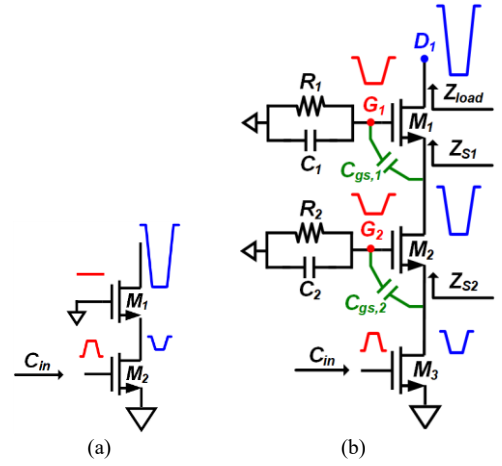 D1
R1
G1
M1
Zload
C1
Cgs,1
ZS1
R2
G2
M2
C2
Cgs,2
ZS2
M1
Cin
M2
Cin
M3
(a)
(b)